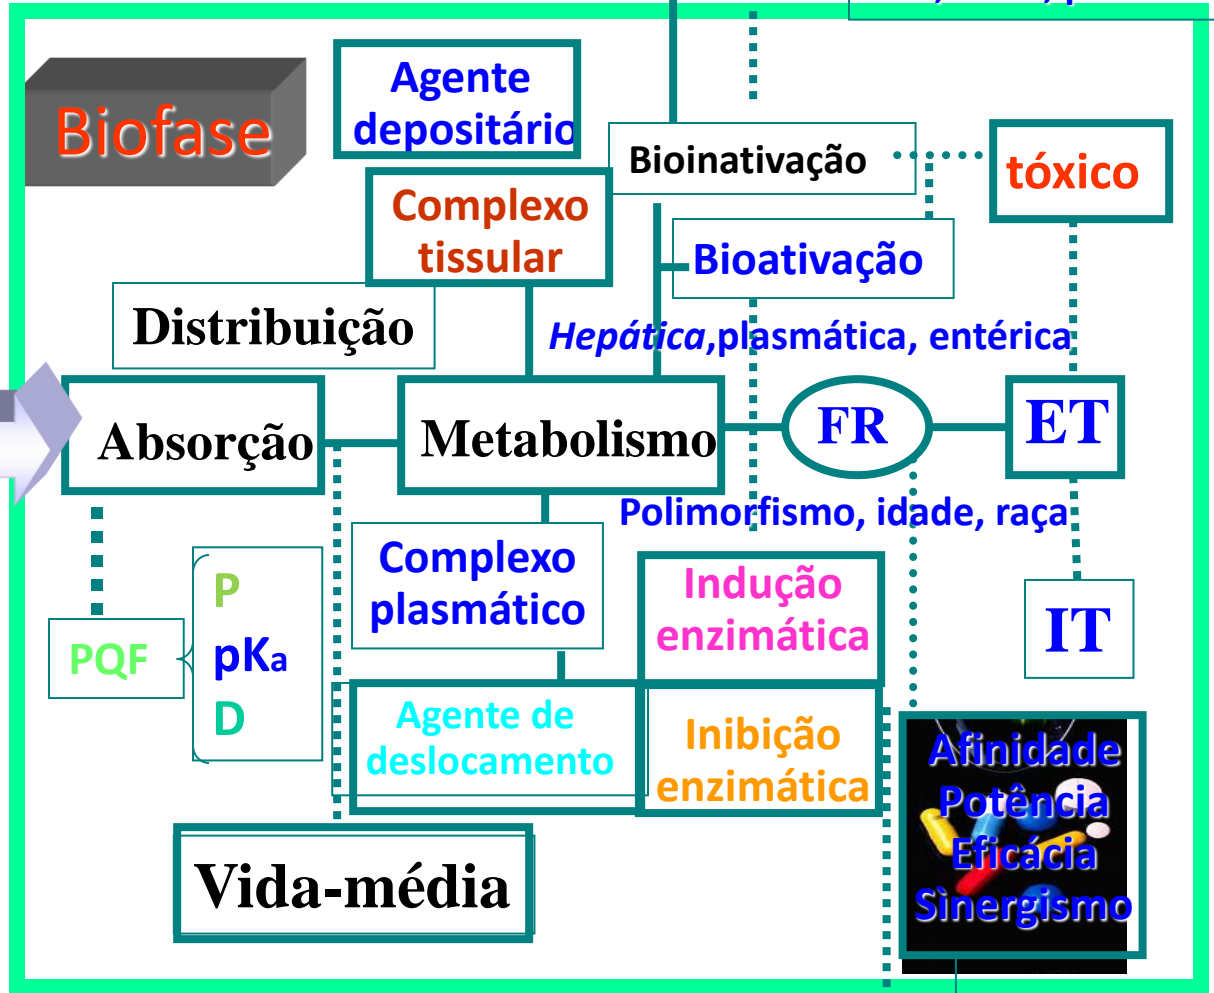 Biofase
Agente
depositário
Bioinativação
tóxico
Complexo
tissular
Bioativação
Distribuição
Hepática,plasmática, entérica
Absorção
Metabolismo
FR
ET
Polimorfismo, idade, raça
Complexo
plasmático
Indução
enzimática
IT
P
PQF
pKa
D
Agente de
deslocamento
Inibição
enzimática
Afinidade
Potência
Eficácia
Sìnergismo
Vida-média